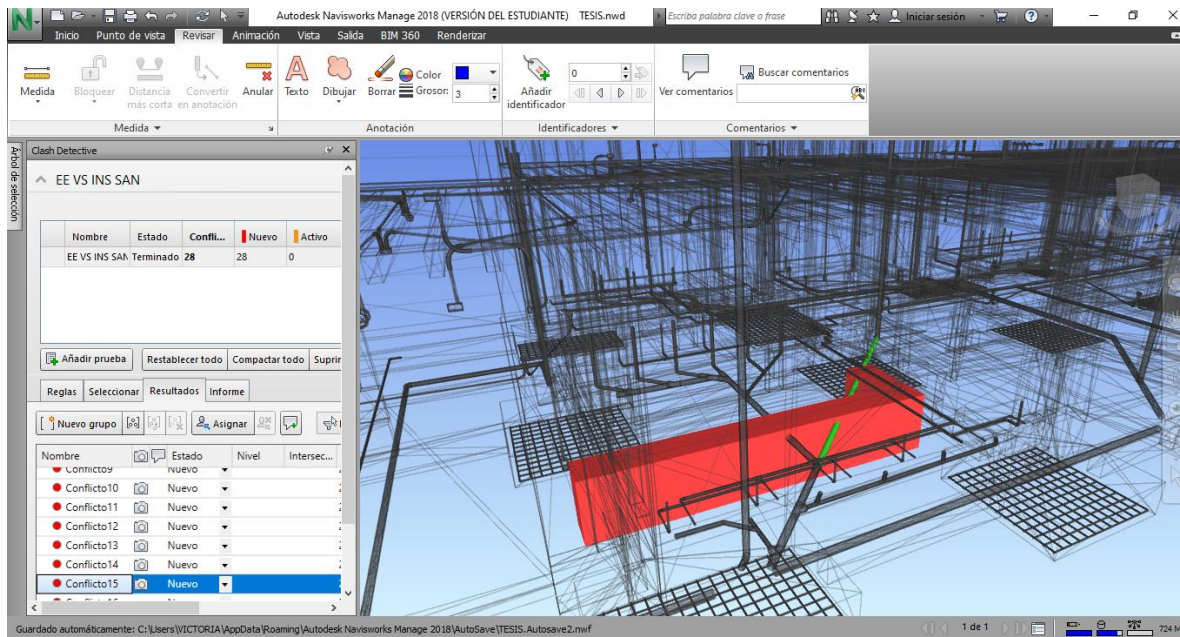 Autodesk Navisworks Manage 2018 (VERSIÓN DEL ESTUDIANTE) TESIS.nwd
Escriba palabra clave o frase
Iniciar sesión
Inicio Punto de vista Revisar Animación Vista Salida BIM 360 Renderizar
Medida
Bloquear
Distancia
más corta
Convertir
en anotación
Anular
Texto
Dibujar
Borrar
Color
Grosor: 3
Añadir
identificador
0
Ver comentarios
Buscar comentarios
Medida
Anotación
Identificadores
Comentarios
Árbol de selección
Clash Detective
EE VS INS SAN
Nombre Estado Confli... Nuevo Activo
EE VS INS SAN Terminado 28 28 0
Añadir prueba Restablecer todo Compactar todo Suprir
Reglas Seleccionar Resultados Informe
Nuevo grupo Asignar
Nombre Estado Nivel Intersec...
Conflicto9 Nuevo
Conflicto10 Nuevo
Conflicto11 Nuevo
Conflicto12 Nuevo
Conflicto13 Nuevo
Conflicto14 Nuevo
Conflicto15 Nuevo
Guardado automáticamente: C:\Users\VICTORIA\AppData\Roaming\Autodesk Navisworks Manage 2018\AutoSave\TESIS.Autosave2.nwf
1 de 1
724 M